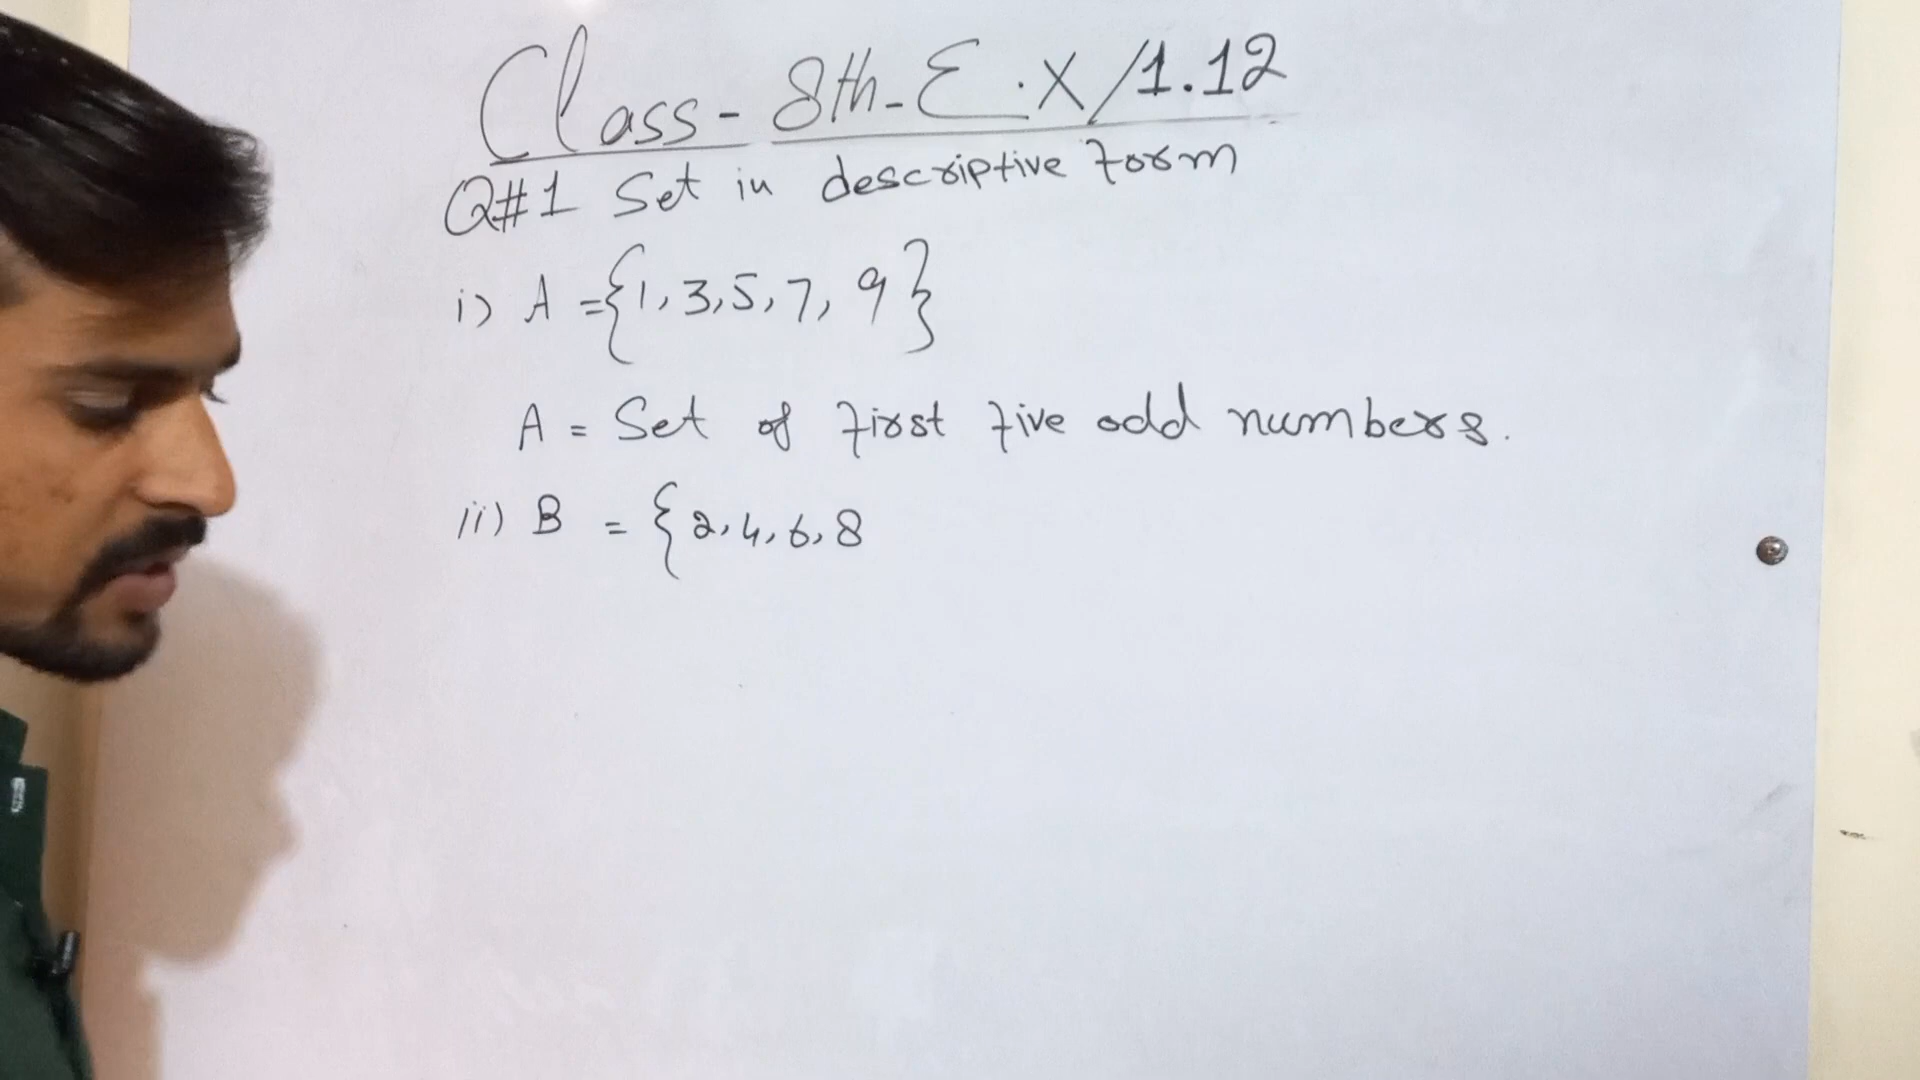 Class - 8th - E.X/1.12
Q#1 Set in descriptive form
i) A = {1, 3, 5, 7, 9}
A = Set of first five odd numbers.
ii) B = {2, 4, 6, 8